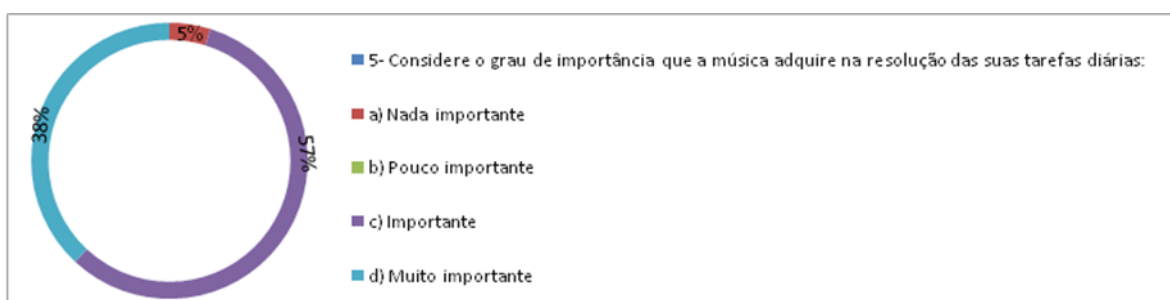 5%
38%
57%
5- Considere o grau de importância que a música adquire na resolução das suas tarefas diárias:
a) Nada importante
b) Pouco importante
c) Importante
d) Muito importante